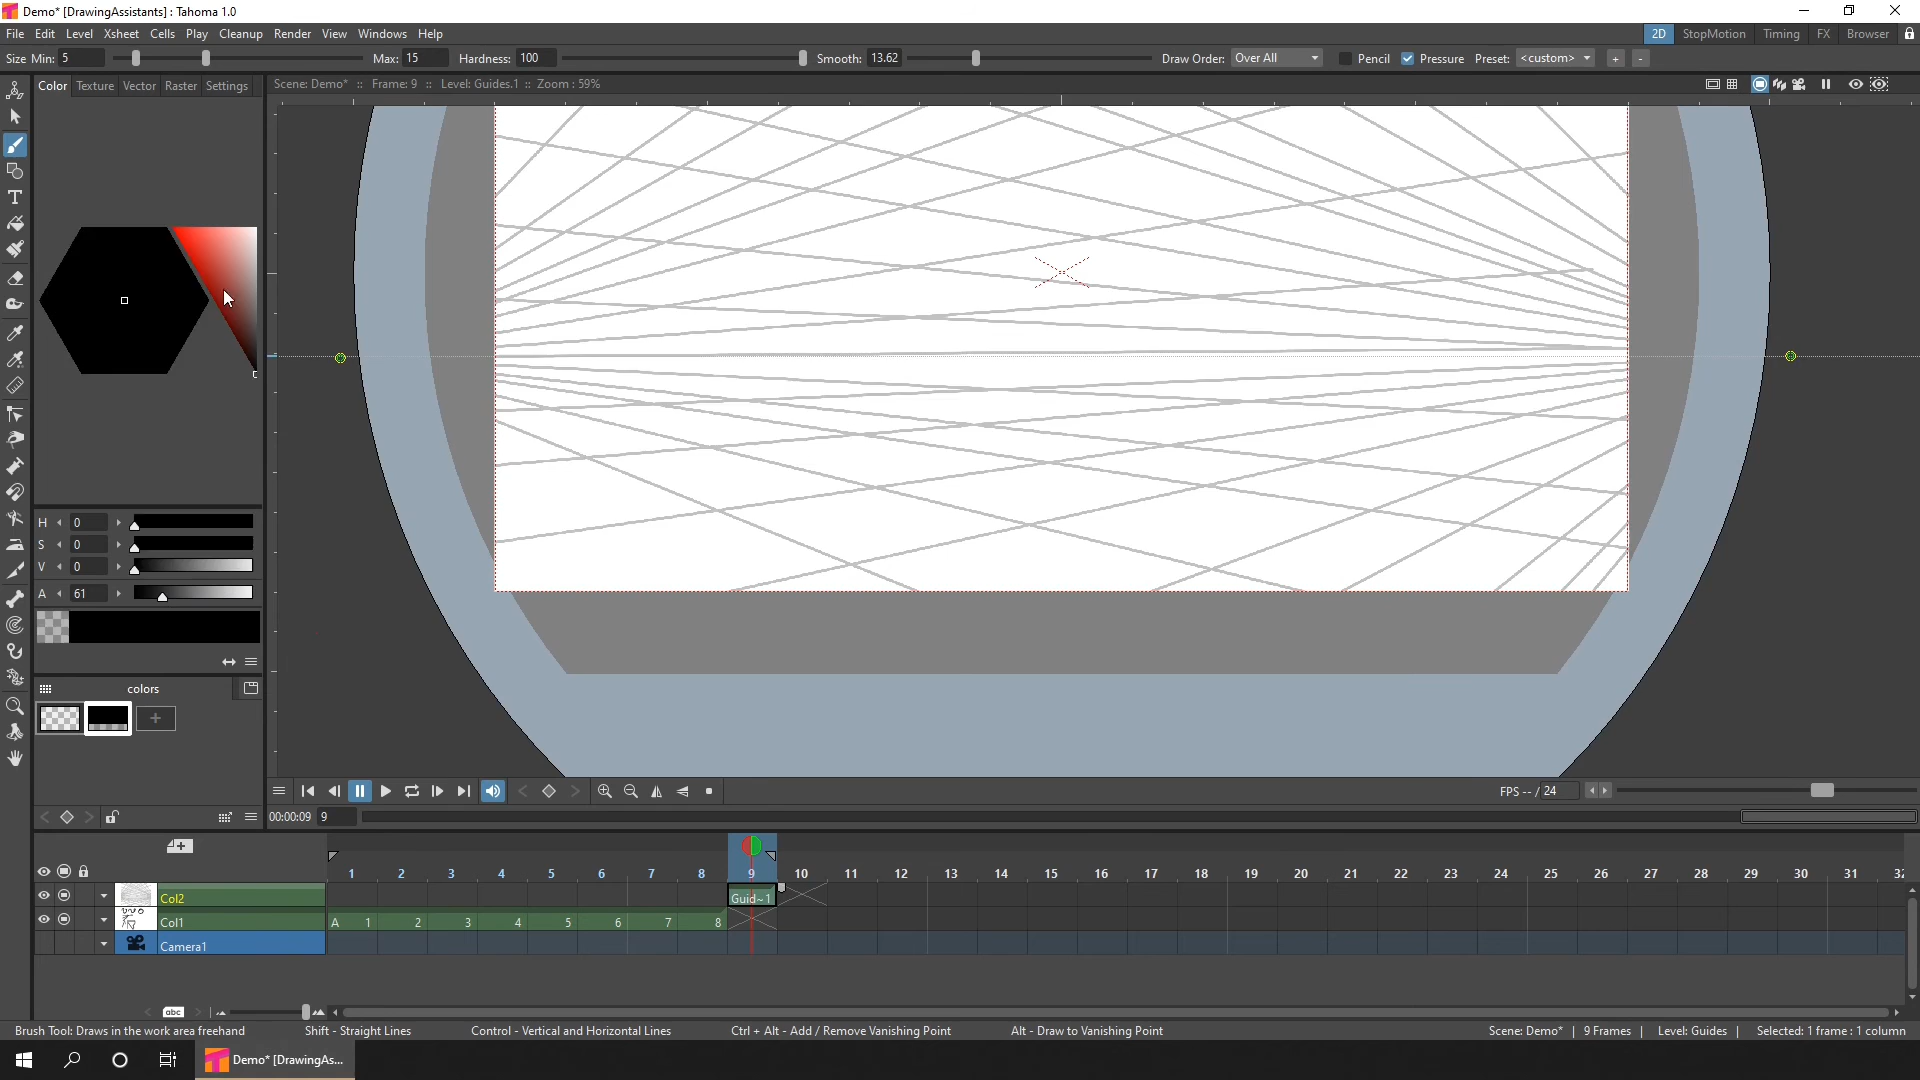 Demo* [DrawingAssistants] : Tahoma 1.0
File Edit Level Xsheet Cells Play Cleanup Render View Windows Help 2D StopMotion Timing FX Browser
Size Min: 5 Max: 15 Hardness: 100 Smooth: 13.62 Draw Order: Over All Pencil Pressure Preset: <custom> + -
Color Texture Vector Raster Settings Scene: Demo* :: Frame: 9 :: Level: Guides.1 :: Zoom : 59%
H 0
S 0
V 0
A 61
colors
+
FPS -- / 24
00:00:09 9
1 2 3 4 5 6 7 8 9 10 11 12 13 14 15 16 17 18 19 20 21 22 23 24 25 26 27 28 29 30 31
Col2 Guid~1
Col1 A 1 2 3 4 5 6 7 8
Camera1
abc
Brush Tool: Draws in the work area freehand Shift - Straight Lines Control - Vertical and Horizontal Lines Ctrl + Alt - Add / Remove Vanishing Point Alt - Draw to Vanishing Point Scene: Demo* | 9 Frames | Level: Guides | Selected: 1 frame : 1 column
Demo* [DrawingAs...